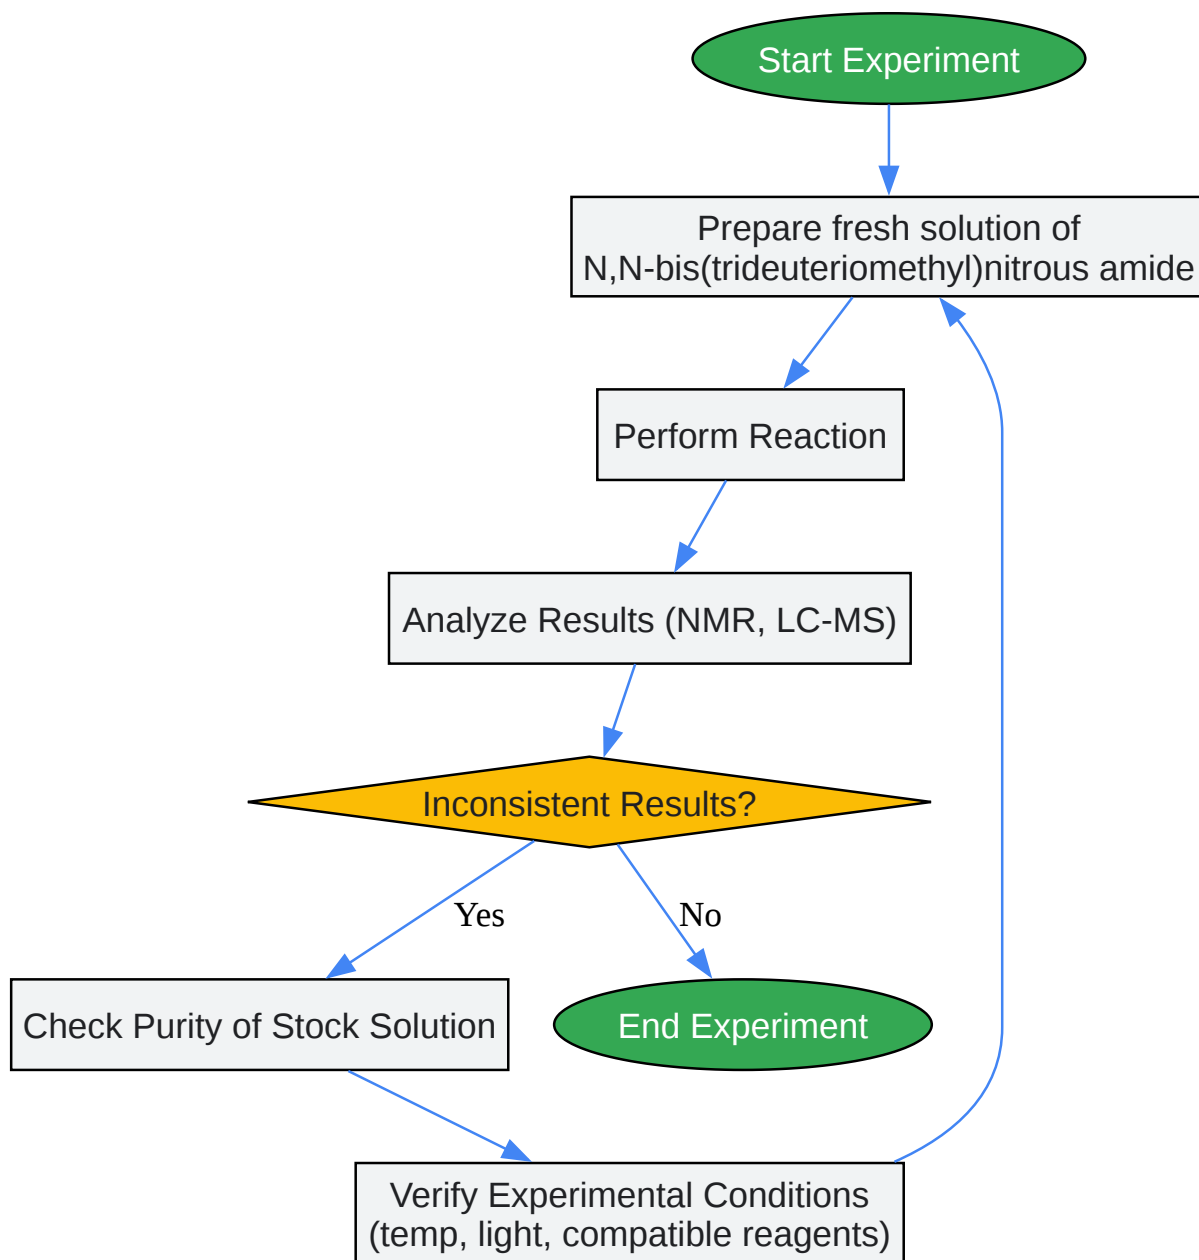 Start Experiment
Prepare fresh solution of
N,N-bis(trideuteriomethyl)nitrous amide
Perform Reaction
Analyze Results (NMR, LC-MS)
Inconsistent Results?
Yes
No
Check Purity of Stock Solution
End Experiment
Verify Experimental Conditions
(temp, light, compatible reagents)